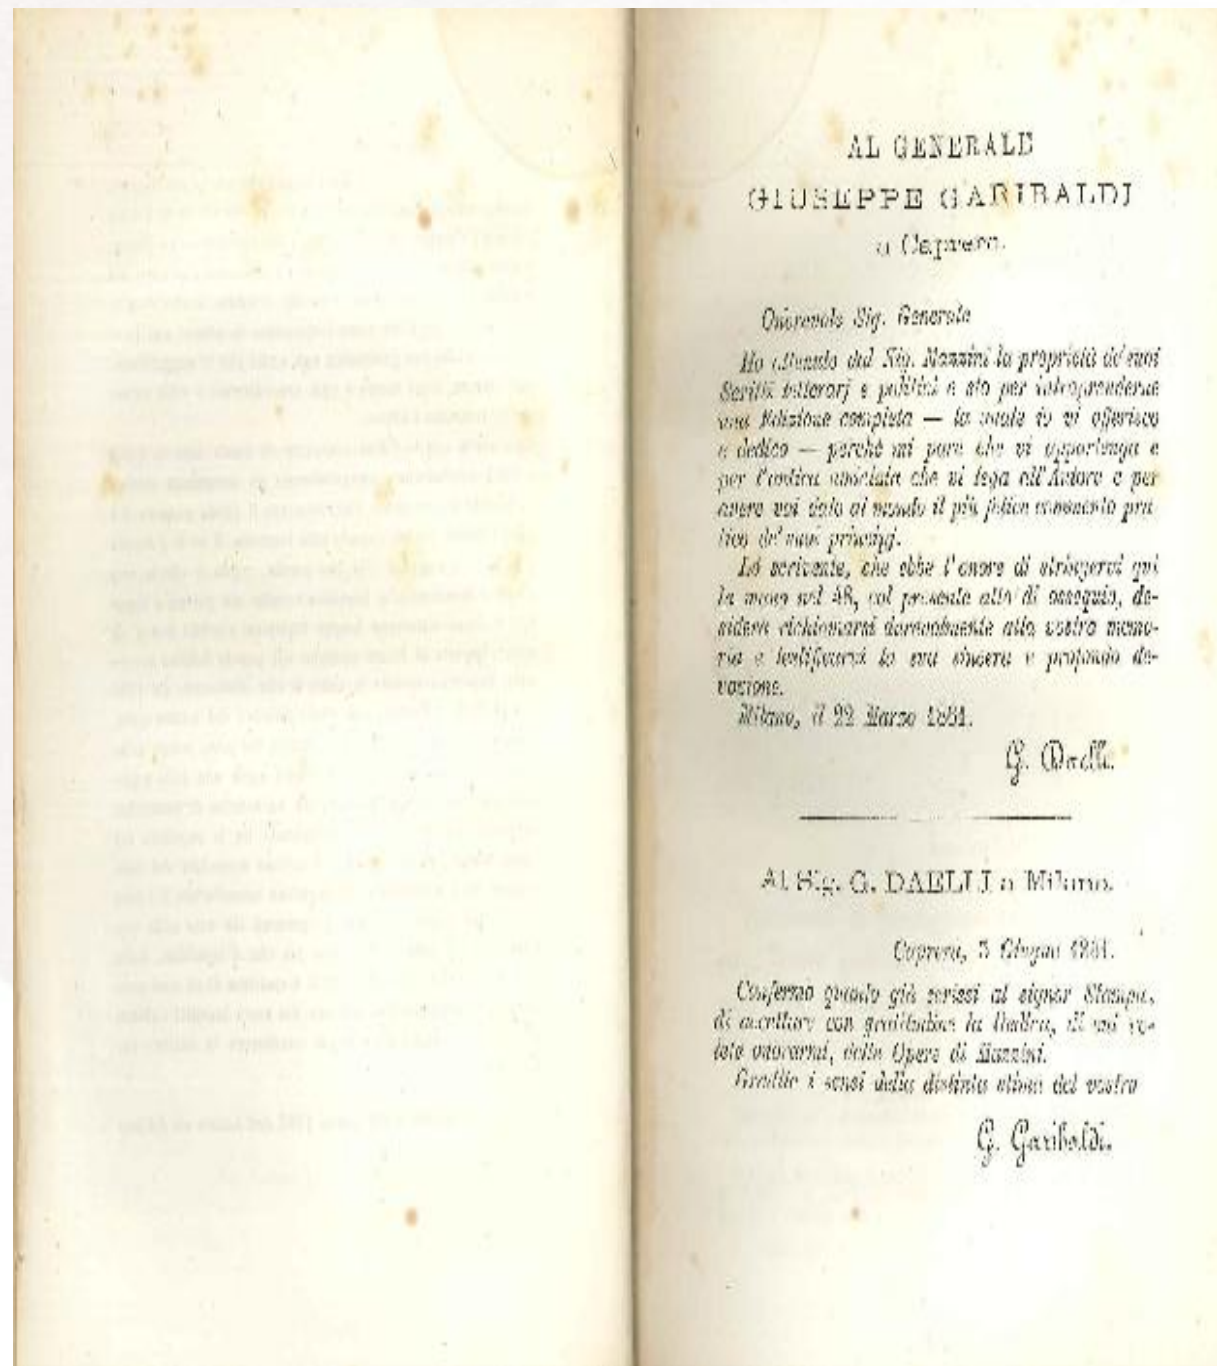 AL GENERALE
GIUSEPPE GARIBALDI
a Caprera.
Onorevole Sig. Generale
Ho ottenuto dal Sig. Mazzini la proprietà de' suoi
Scritti letterarj e politici e sto per intraprenderne
una Edizione completa — la quale io vi offerisco
e dedico — perchè mi pare che vi appartenga e
per l'antica amicizia che vi lega all'Autore e per
avere voi dato al mondo il più felice commento pra-
tico de' suoi principj.
Lo scrivente, che ebbe l'onore di stringervi qui
la mano nel 48, col presente atto di ossequio, de-
sidera richiamarsi durevolmente alla vostra memo-
ria e testificarvi la sua sincera e profonda de-
vozione.
Milano, il 22 Marzo 1861.
G. Daelli.
Al Sig. G. DAELLI a Milano.
Caprera, 3 Giugno 1861.
Confermo quanto già scrissi al signor Stampa,
di accettare con gratitudine la Dedica, di cui vo-
lete onorarmi, delle Opere di Mazzini.
Gradite i sensi della distinta stima del vostro
G. Garibaldi.